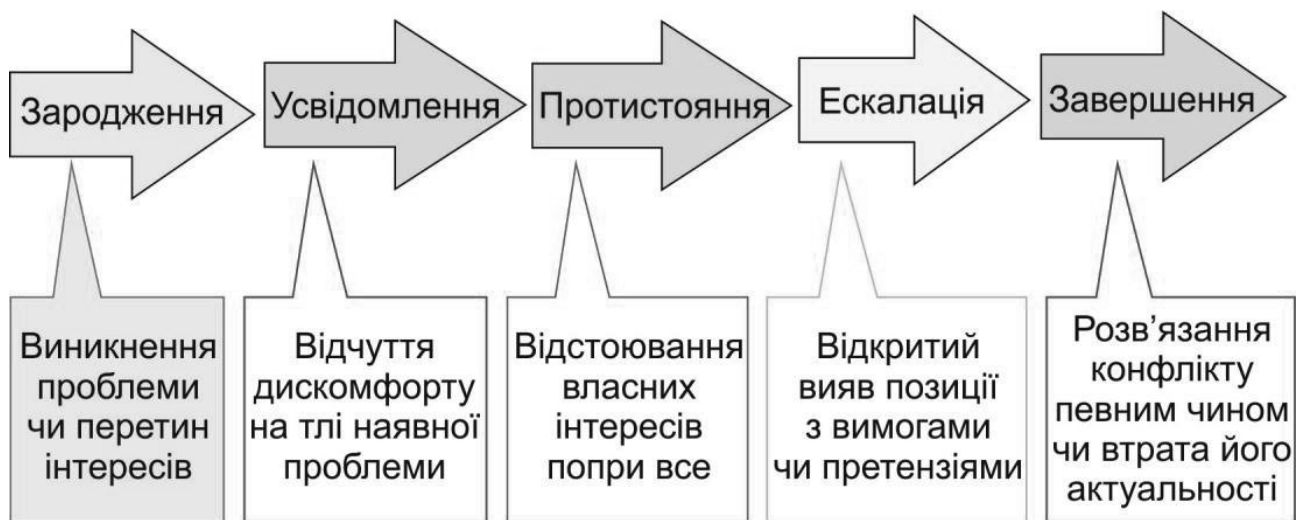 Зародження
Усвідомлення
Протистояння
Ескалація
Завершення
Виникнення
проблеми
чи перетин
інтересів
Відчуття
дискомфорту
на тлі наявної
проблеми
Відстоювання
власних
інтересів
попри все
Відкритий
вияв позиції
з вимогами
чи претензіями
Розв’язання
конфлікту
певним чином
чи втрата його
актуальності